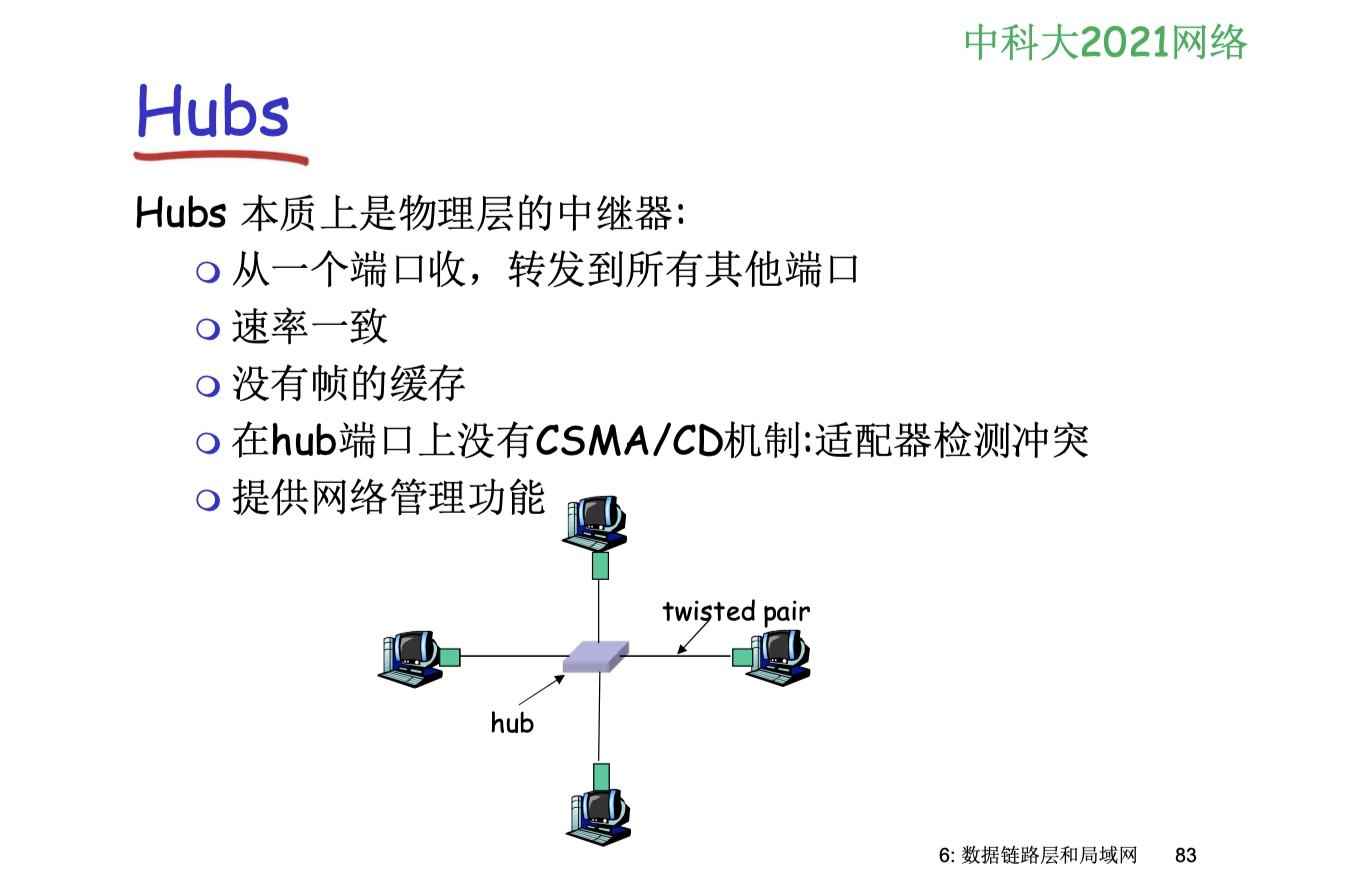 中科大2021网络
Hubs
Hubs 本质上是物理层的中继器:
从一个端口收，转发到所有其他端口
速率一致
没有帧的缓存
在hub端口上没有CSMA/CD机制:适配器检测冲突
提供网络管理功能
twisted pair
hub
6: 数据链路层和局域网 83